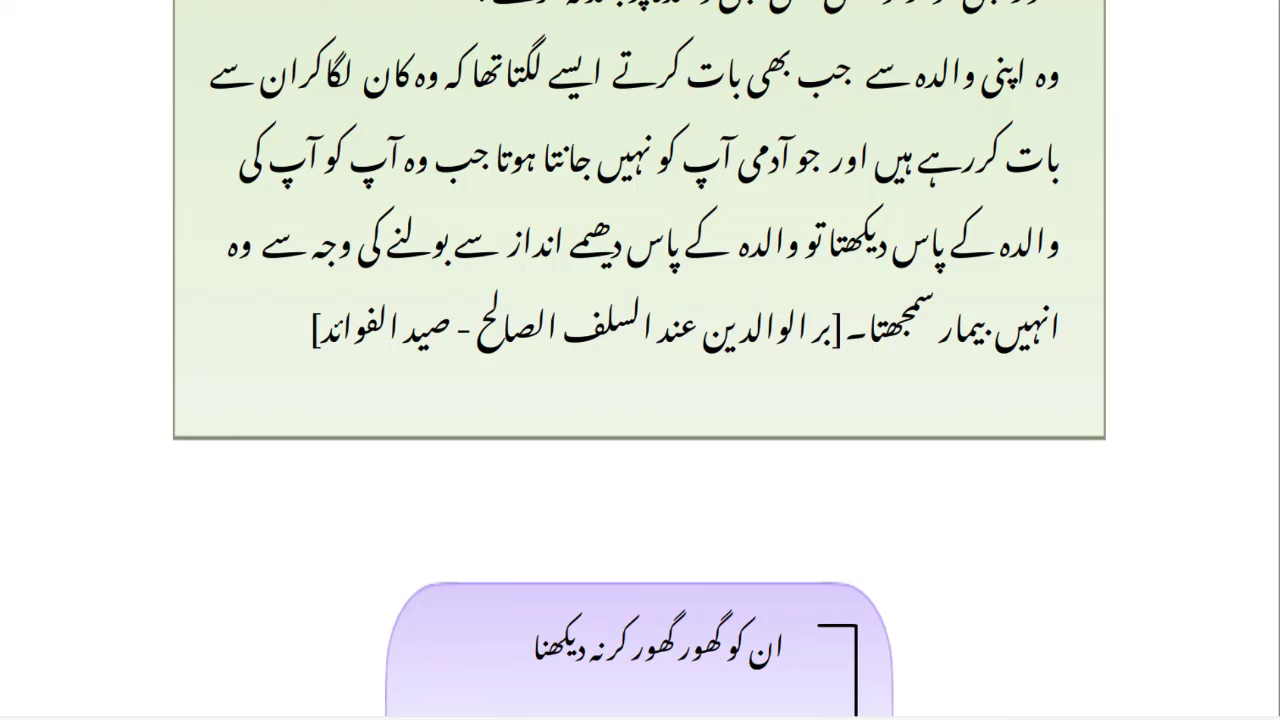 وہ اپنی والدہ سے جب بھی بات کرتے ایسے لگتا تھا کہ وہ کان لگا کر ان سے
بات کر رہے ہیں اور جو آدمی آپ کو نہیں جانتا ہوتا جب وہ آپ کو آپ کی
والدہ کے پاس دیکھتا تو والدہ کے پاس دھیمے انداز سے بولنے کی وجہ سے وہ
انہیں بیمار سمجھتا۔[بر الوالدین عند السلف الصالح - صید الفوائد]
ان کو گھور گھور کر نہ دیکھنا